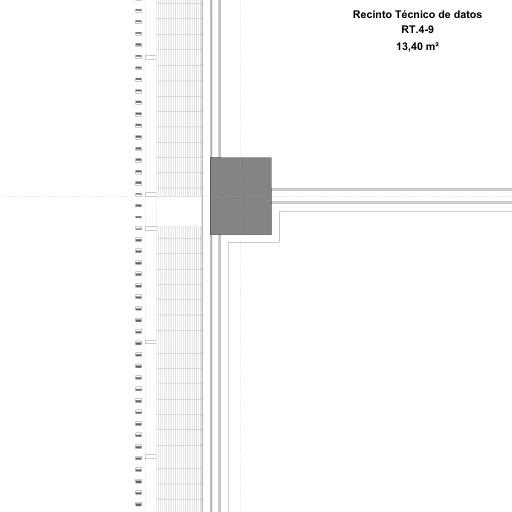 Recinto Técnico de datos
RT.4-9
13,40 m²